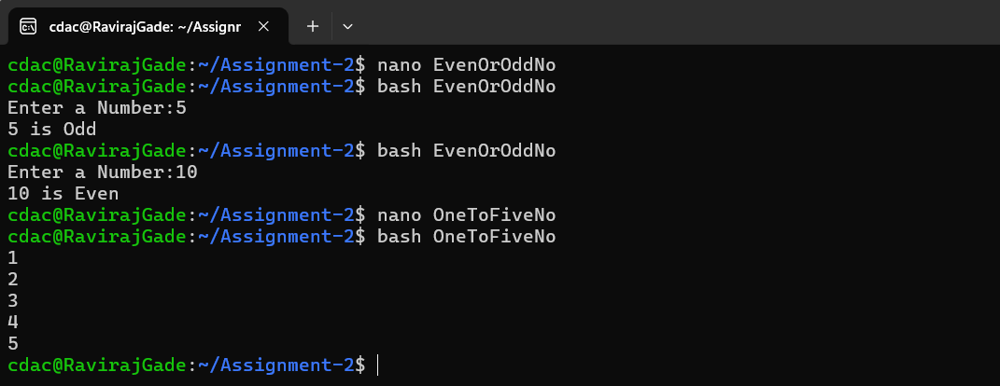 cdac@RavirajGade: ~/Assignr
cdac@RavirajGade:~/Assignment-2$ nano EvenOrOddNo
cdac@RavirajGade:~/Assignment-2$ bash EvenOrOddNo
Enter a Number:5
5 is Odd
cdac@RavirajGade:~/Assignment-2$ bash EvenOrOddNo
Enter a Number:10
10 is Even
cdac@RavirajGade:~/Assignment-2$ nano OneToFiveNo
cdac@RavirajGade:~/Assignment-2$ bash OneToFiveNo
1
2
3
4
5
cdac@RavirajGade:~/Assignment-2$